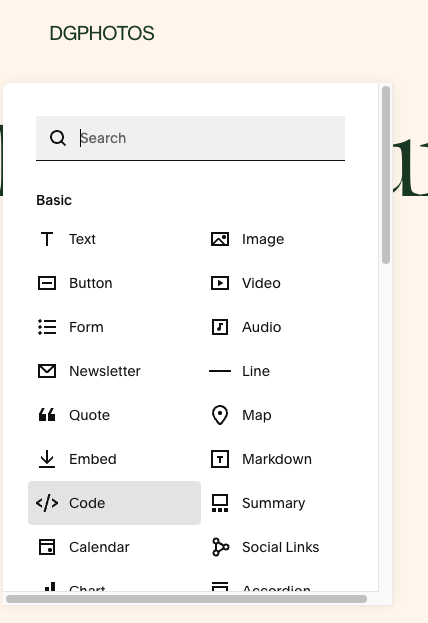 DGPHOTOS
Search
Basic
Text Image
Button Video
Form Audio
Newsletter Line
Quote Map
Embed Markdown
Code Summary
Calendar Social Links
Chart Accordion